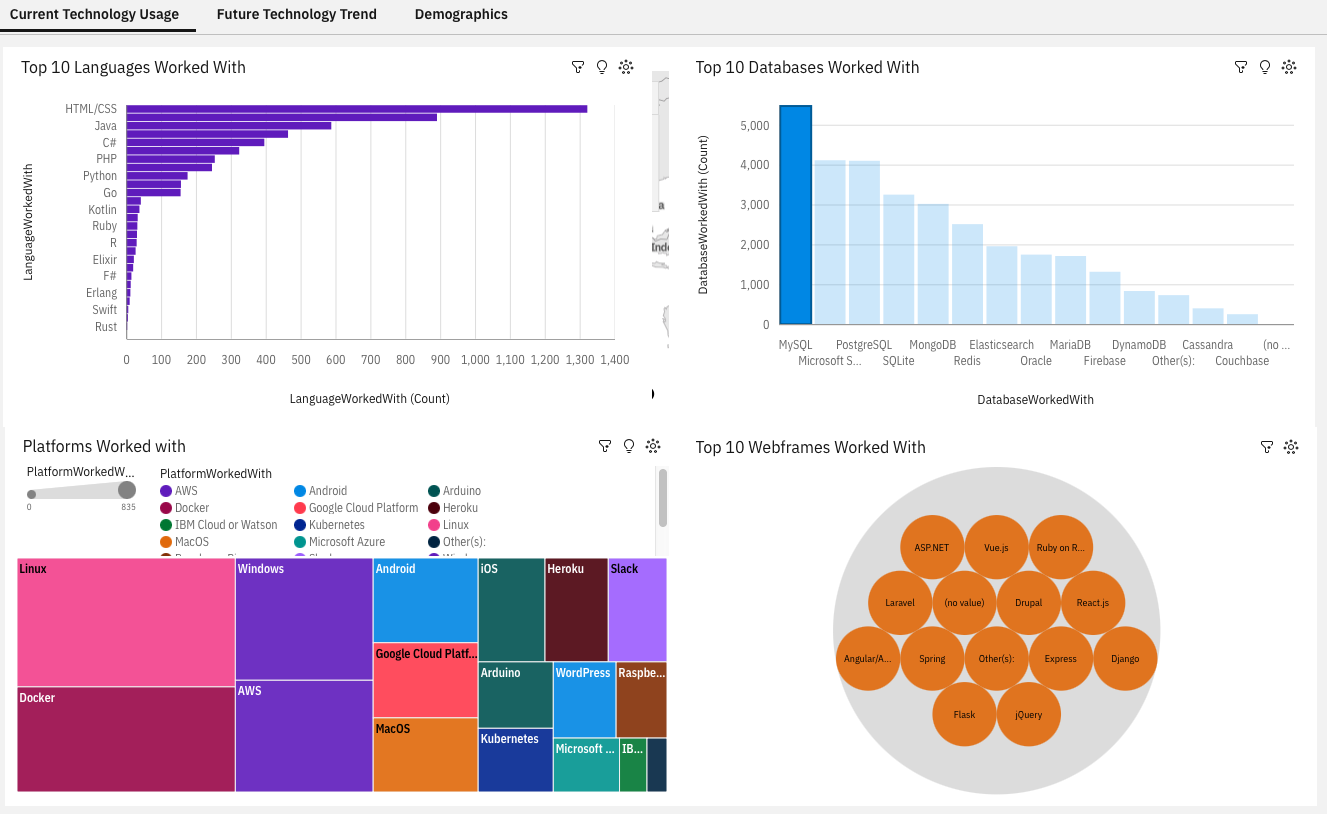 Current Technology Usage Future Technology Trend Demographics
Top 10 Languages Worked With
LanguageWorkedWith
HTML/CSS
Java
C#
PHP
Python
Go
Kotlin
Ruby
R
Elixir
F#
Erlang
Swift
Rust
0 100 200 300 400 500 600 700 800 900 1,000 1,100 1,200 1,300 1,400
LanguageWorkedWith (Count)
a
Inde
Top 10 Databases Worked With
DatabaseWorkedWith (Count)
5,000
4,000
3,000
2,000
1,000
0
MySQL PostgreSQL MongoDB Elasticsearch MariaDB DynamoDB Cassandra (no ...
Microsoft S... SQLite Redis Oracle Firebase Other(s): Couchbase
DatabaseWorkedWith
Platforms Worked with
PlatformWorkedW...
0 835
PlatformWorkedWith
AWS Android Arduino
Docker Google Cloud Platform Heroku
IBM Cloud or Watson Kubernetes Linux
MacOS Microsoft Azure Other(s):
Linux Windows Android iOS Heroku Slack
Google Cloud Platf...
Arduino WordPress Raspbe...
Docker AWS
MacOS
Kubernetes
Microsoft ... IB...
Top 10 Webframes Worked With
ASP.NET Vue.js Ruby on R...
Laravel (no value) Drupal React.js
Angular/A... Spring Other(s): Express Django
Flask jQuery